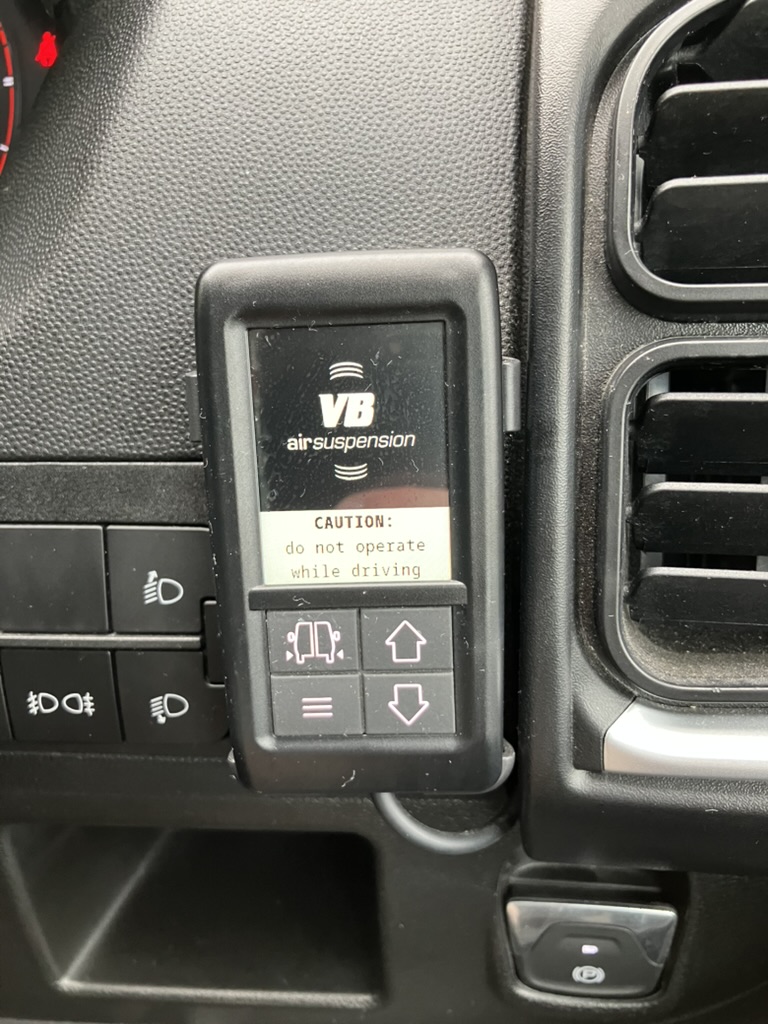 VB
airsuspension
CAUTION:
do not operate
while driving
P